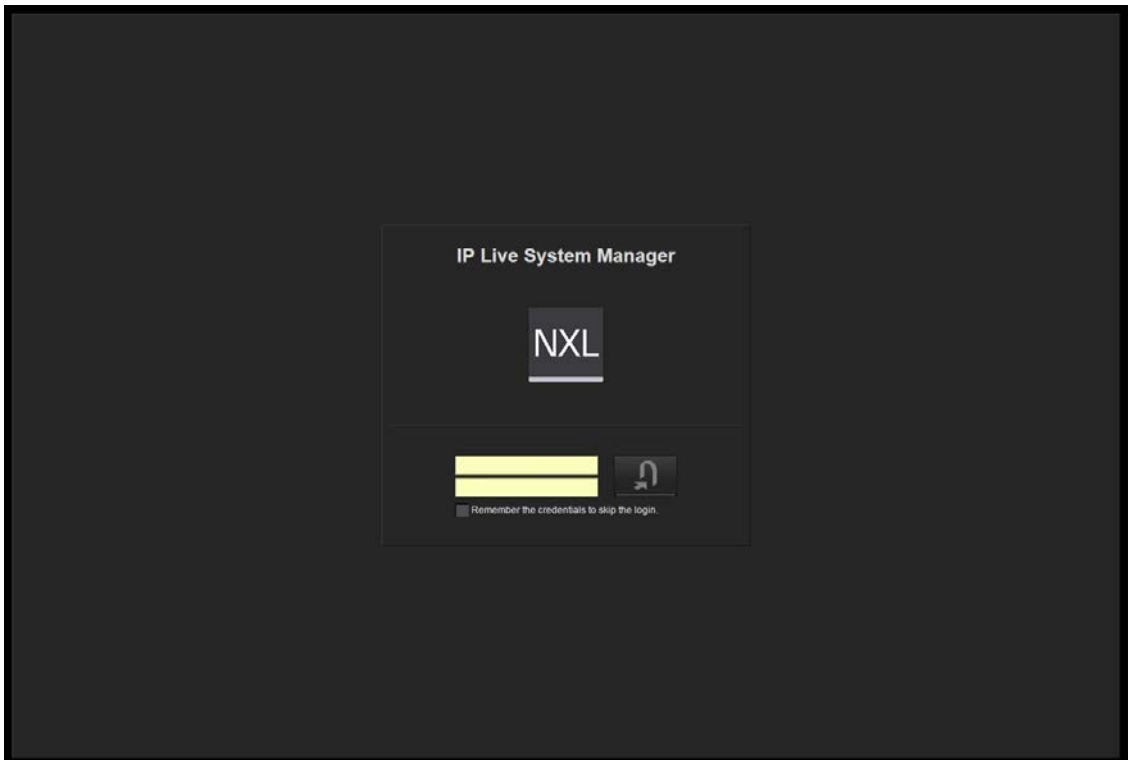 IP Live System Manager
NXL
Remember the credentials to skip the login.